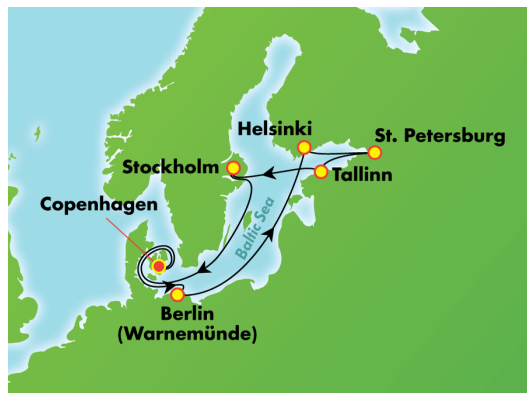 Helsinki
St. Petersburg
Stockholm
Tallinn
Copenhagen
Baltic Sea
Berlin
(Warnemünde)